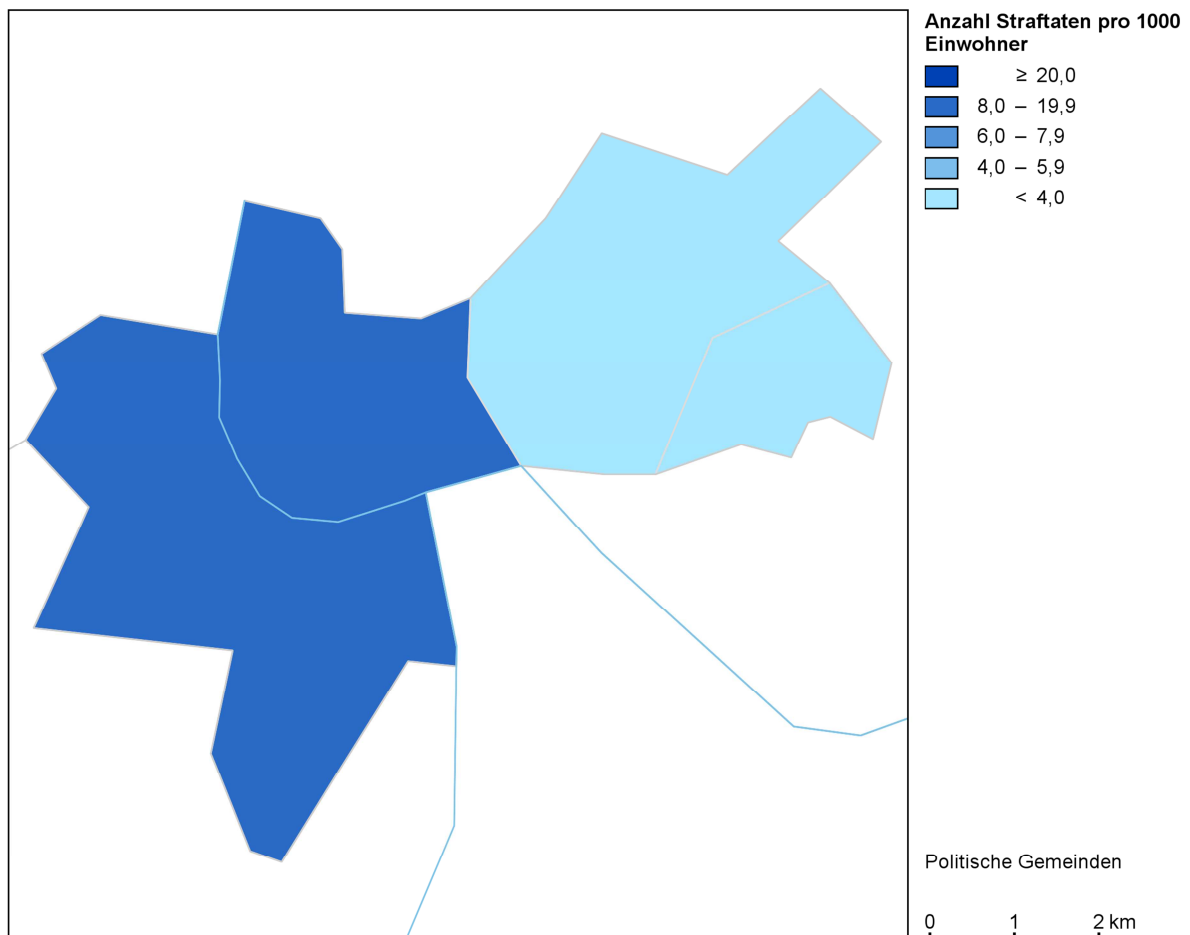 Anzahl Straftaten pro 1000
Einwohner
≥ 20,0
8,0 – 19,9
6,0 – 7,9
4,0 – 5,9
< 4,0
Politische Gemeinden
0 1 2 km